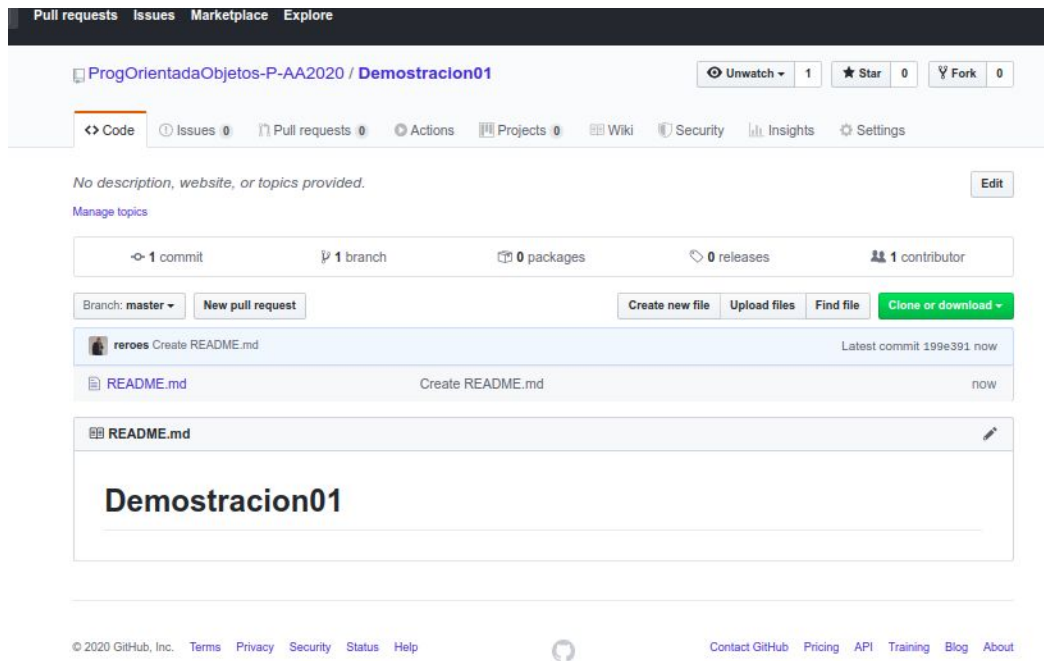 Pull requests Issues Marketplace Explore
ProgOrientadaObjetos-P-AA2020 / Demostracion01
Unwatch 1 Star 0 Fork 0
Code Issues 0 Pull requests 0 Actions Projects 0 Wiki Security Insights Settings
No description, website, or topics provided.
Edit
Manage topics
1 commit 1 branch 0 packages 0 releases 1 contributor
Branch: master New pull request Create new file Upload files Find file Clone or download
reroes Create README.md Latest commit 199e391 now
README.md Create README.md now
README.md
Demostracion01
© 2020 GitHub, Inc. Terms Privacy Security Status Help Contact GitHub Pricing API Training Blog About